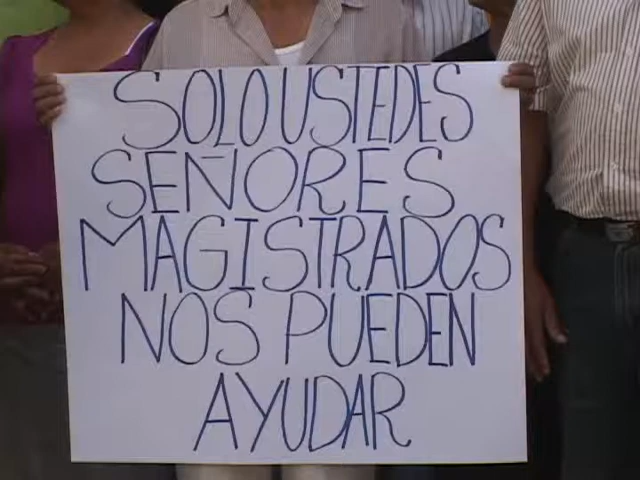 SOLO USTEDES
SEÑORES
MAGISTRADOS
NOS PUEDEN
AYUDAR